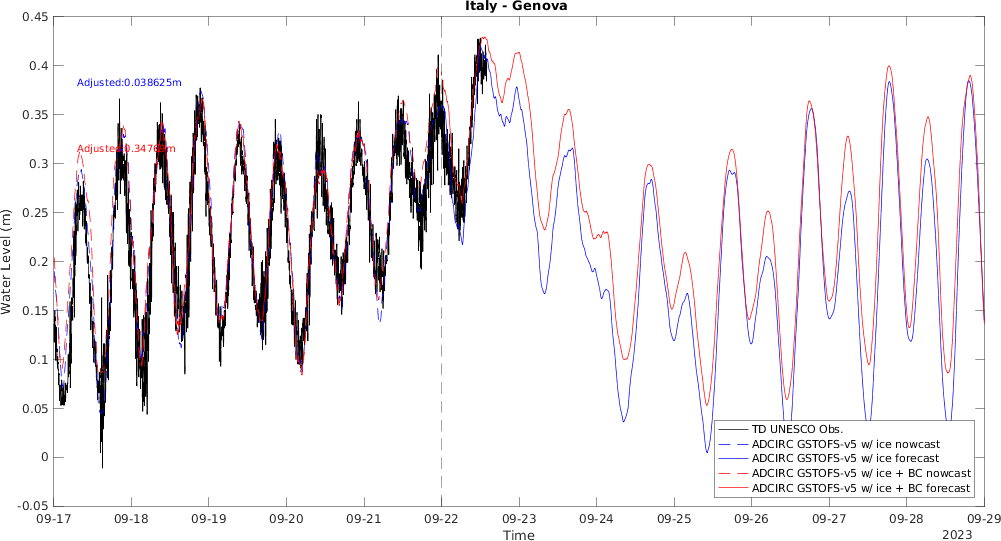 Italy - Genova
0.45
0.4
0.35
0.3
0.25
0.2
0.15
0.1
0.05
0
-0.05
Water Level (m)
Adjusted:0.038625m
TD UNESCO Obs.
ADCIRC GSTOFS-v5 w/ ice nowcast
ADCIRC GSTOFS-v5 w/ ice forecast
ADCIRC GSTOFS-v5 w/ ice + BC nowcast
ADCIRC GSTOFS-v5 w/ ice + BC forecast
09-17 09-18 09-19 09-20 09-21 09-22 09-23 09-24 09-25 09-26 09-27 09-28 09-29
Time
2023